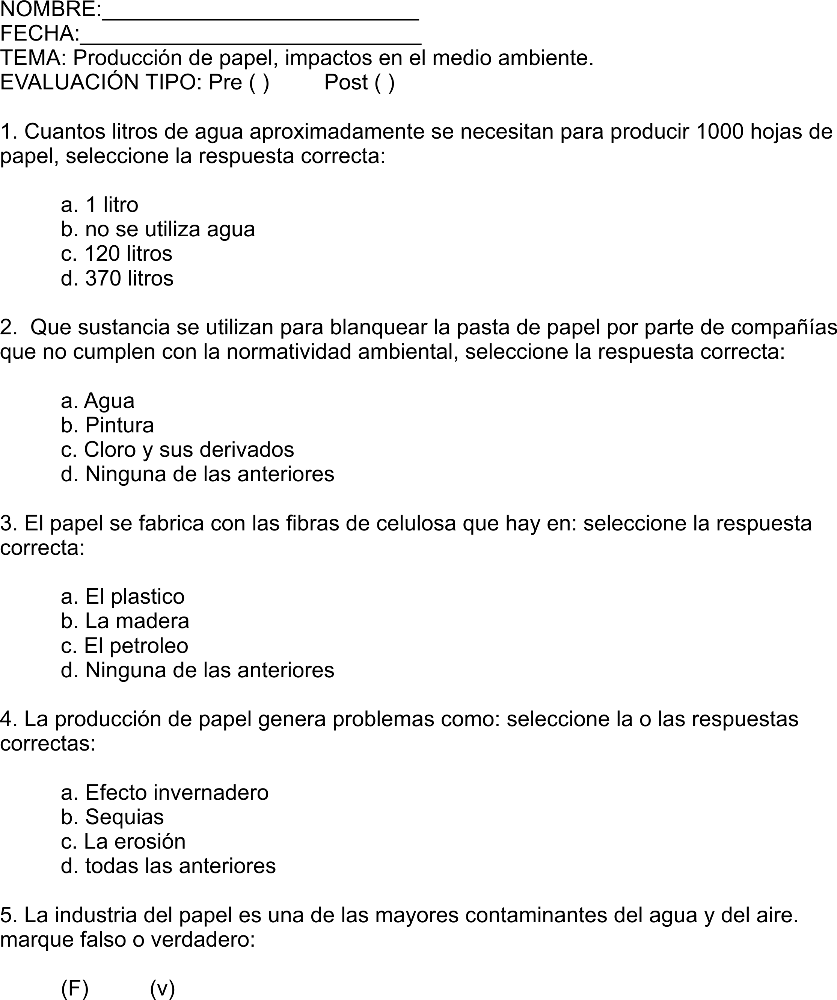 NOMBRE:____________________________
FECHA:______________________________
TEMA: Producción de papel, impactos en el medio ambiente.
EVALUACIÓN TIPO: Pre ( ) Post ( )
1. Cuantos litros de agua aproximadamente se necesitan para producir 1000 hojas de
papel, seleccione la respuesta correcta:
a. 1 litro
b. no se utiliza agua
c. 120 litros
d. 370 litros
2. Que sustancia se utilizan para blanquear la pasta de papel por parte de compañías
que no cumplen con la normatividad ambiental, seleccione la respuesta correcta:
a. Agua
b. Pintura
c. Cloro y sus derivados
d. Ninguna de las anteriores
3. El papel se fabrica con las fibras de celulosa que hay en: seleccione la respuesta
correcta:
a. El plastico
b. La madera
c. El petroleo
d. Ninguna de las anteriores
4. La producción de papel genera problemas como: seleccione la o las respuestas
correctas:
a. Efecto invernadero
b. Sequias
c. La erosión
d. todas las anteriores
5. La industria del papel es una de las mayores contaminantes del agua y del aire.
marque falso o verdadero:
(F) (v)